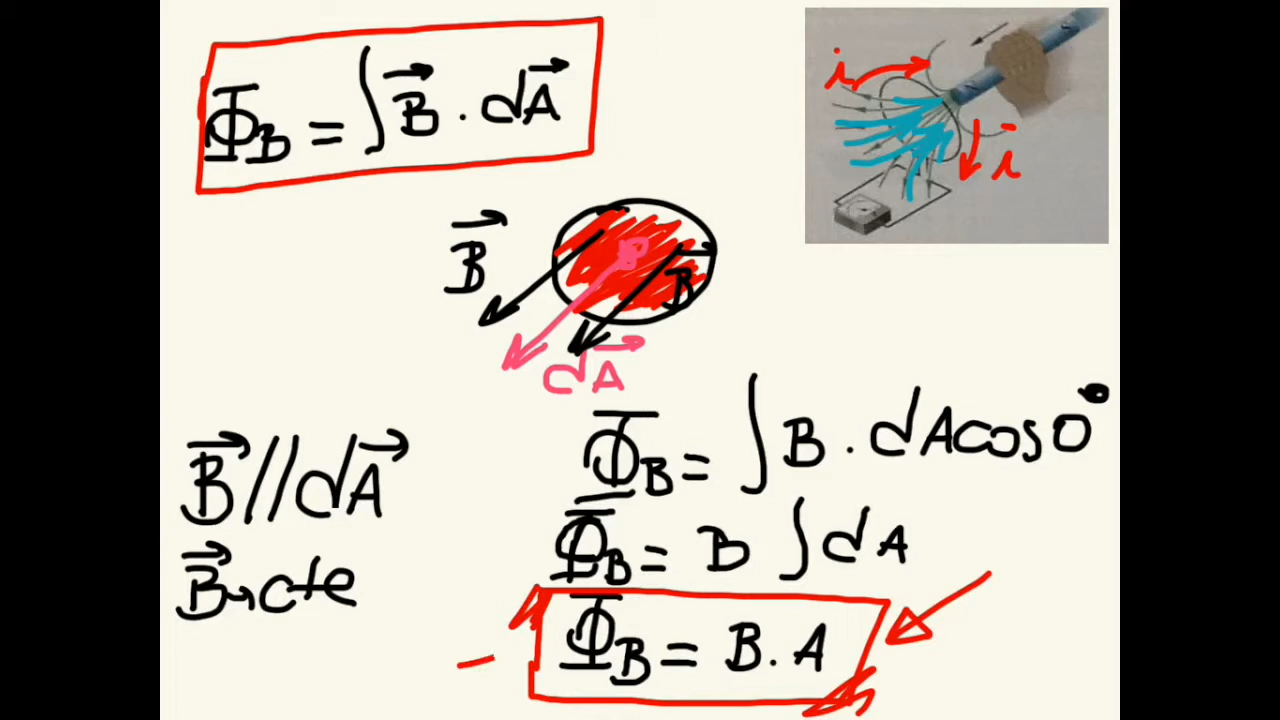 Φ_B = ∫ B⃗ · dA⃗
i
i
B⃗
B
dA⃗
B⃗ // dA⃗
B⃗ → cte
Φ_B = ∫ B · dA cos 0°
Φ_B = B ∫ dA
Φ_B = B · A